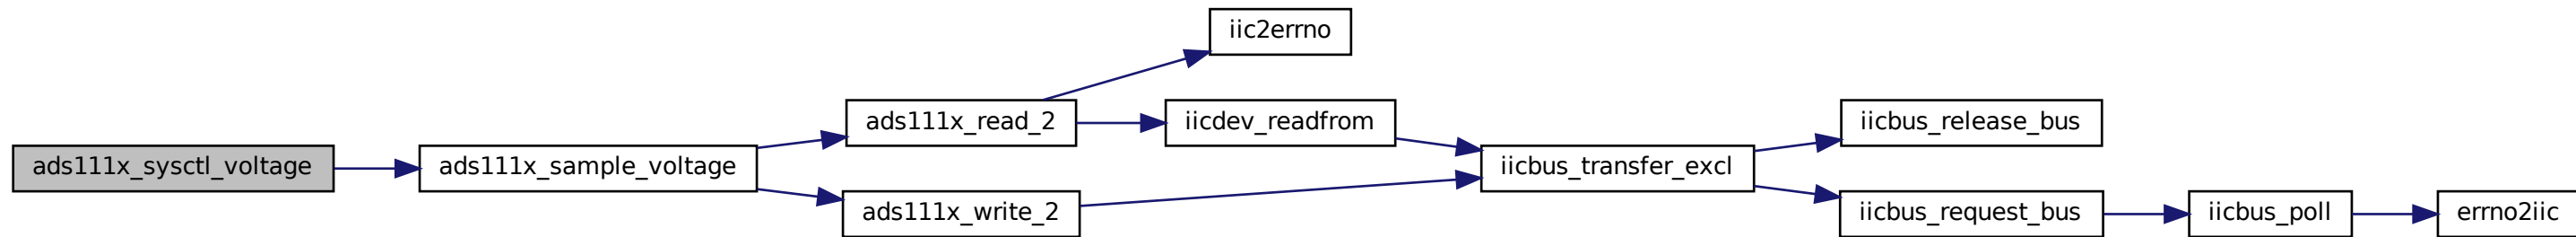 iic2errno
ads111x_read_2
iicdev_readfrom
iicbus_release_bus
ads111x_sysctl_voltage
ads111x_sample_voltage
iicbus_transfer_excl
ads111x_write_2
iicbus_request_bus
iicbus_poll
errno2iic